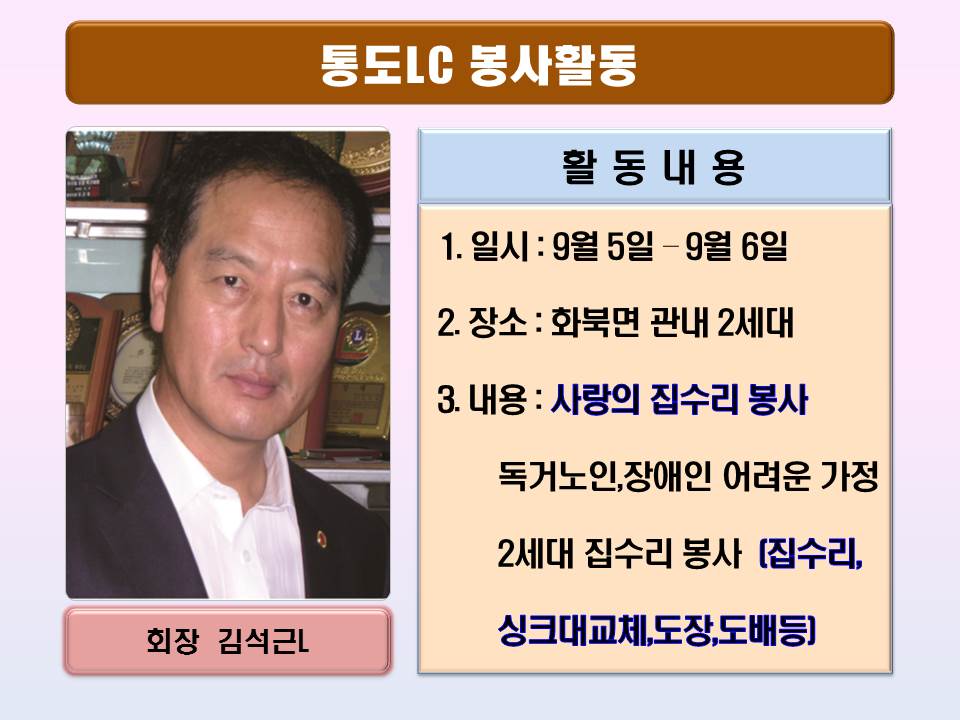 통도LC 봉사활동
활 동 내 용
1. 일시 : 9월 5일 – 9월 6일
2. 장소 : 화북면 관내 2세대
3. 내용 : 사랑의 집수리 봉사
독거노인,장애인 어려운 가정
2세대 집수리 봉사 (집수리,
싱크대교체,도장,도배등)
회장 김석근L